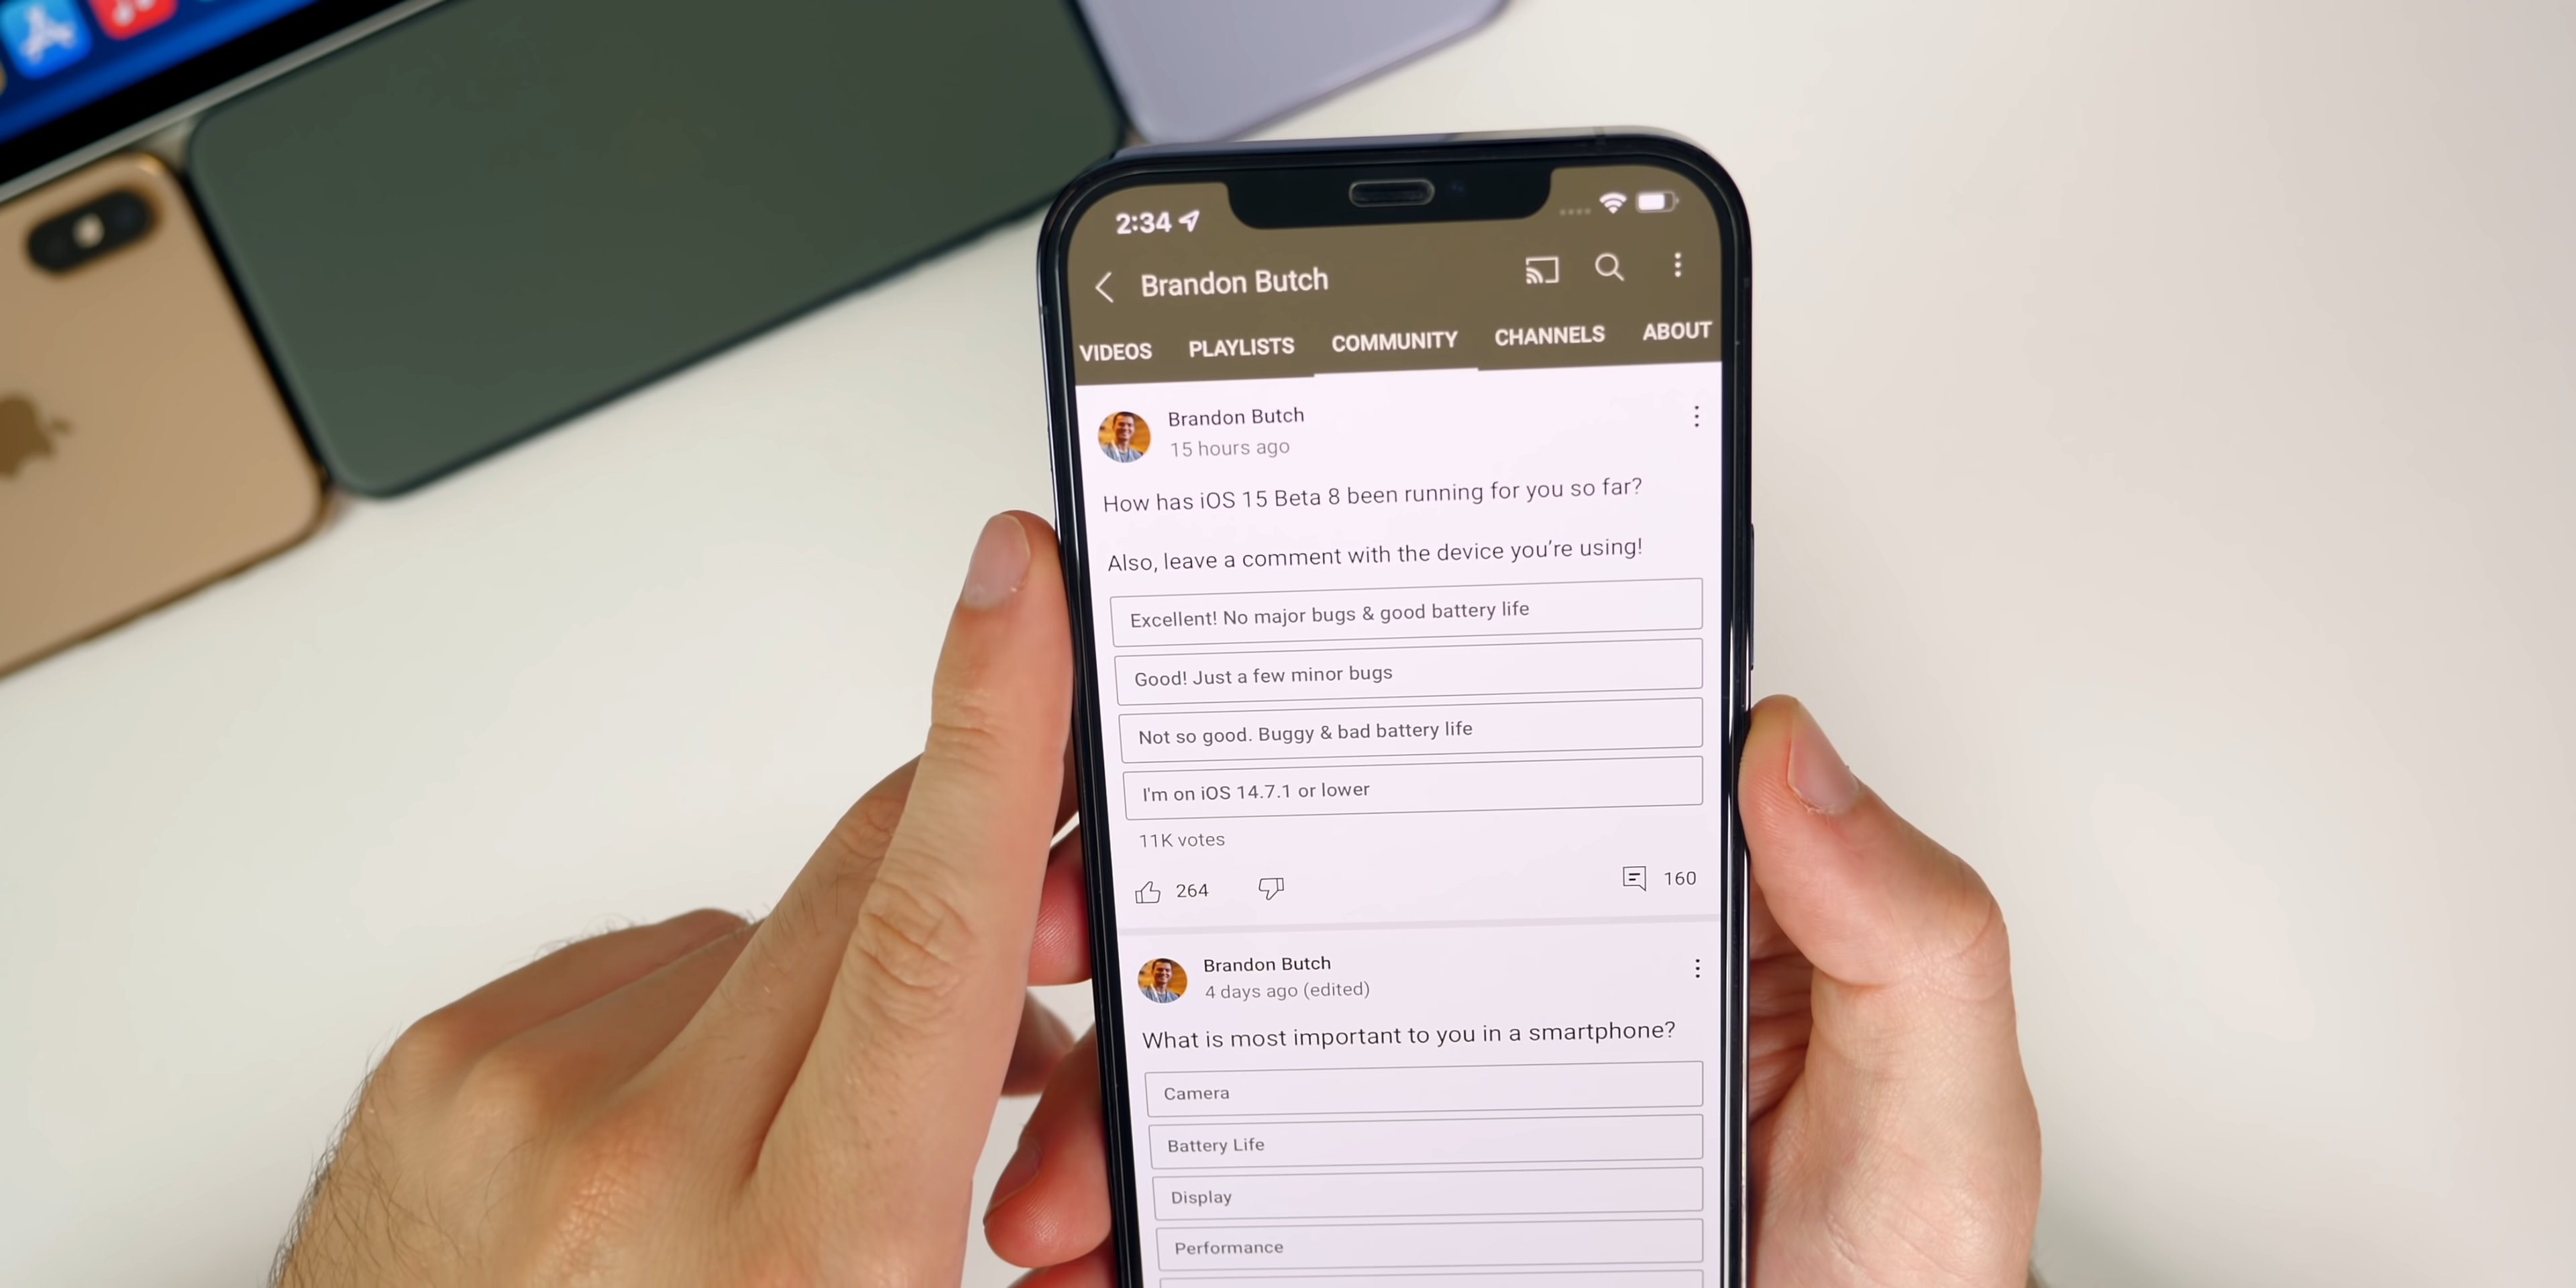 2:34
Brandon Butch
VIDEOS PLAYLISTS COMMUNITY CHANNELS ABOUT
Brandon Butch
15 hours ago
How has iOS 15 Beta 8 been running for you so far?
Also, leave a comment with the device you’re using!
Excellent! No major bugs & good battery life
Good! Just a few minor bugs
Not so good. Buggy & bad battery life
I'm on iOS 14.7.1 or lower
11K votes
264 160
Brandon Butch
4 days ago (edited)
What is most important to you in a smartphone?
Camera
Battery Life
Display
Performance